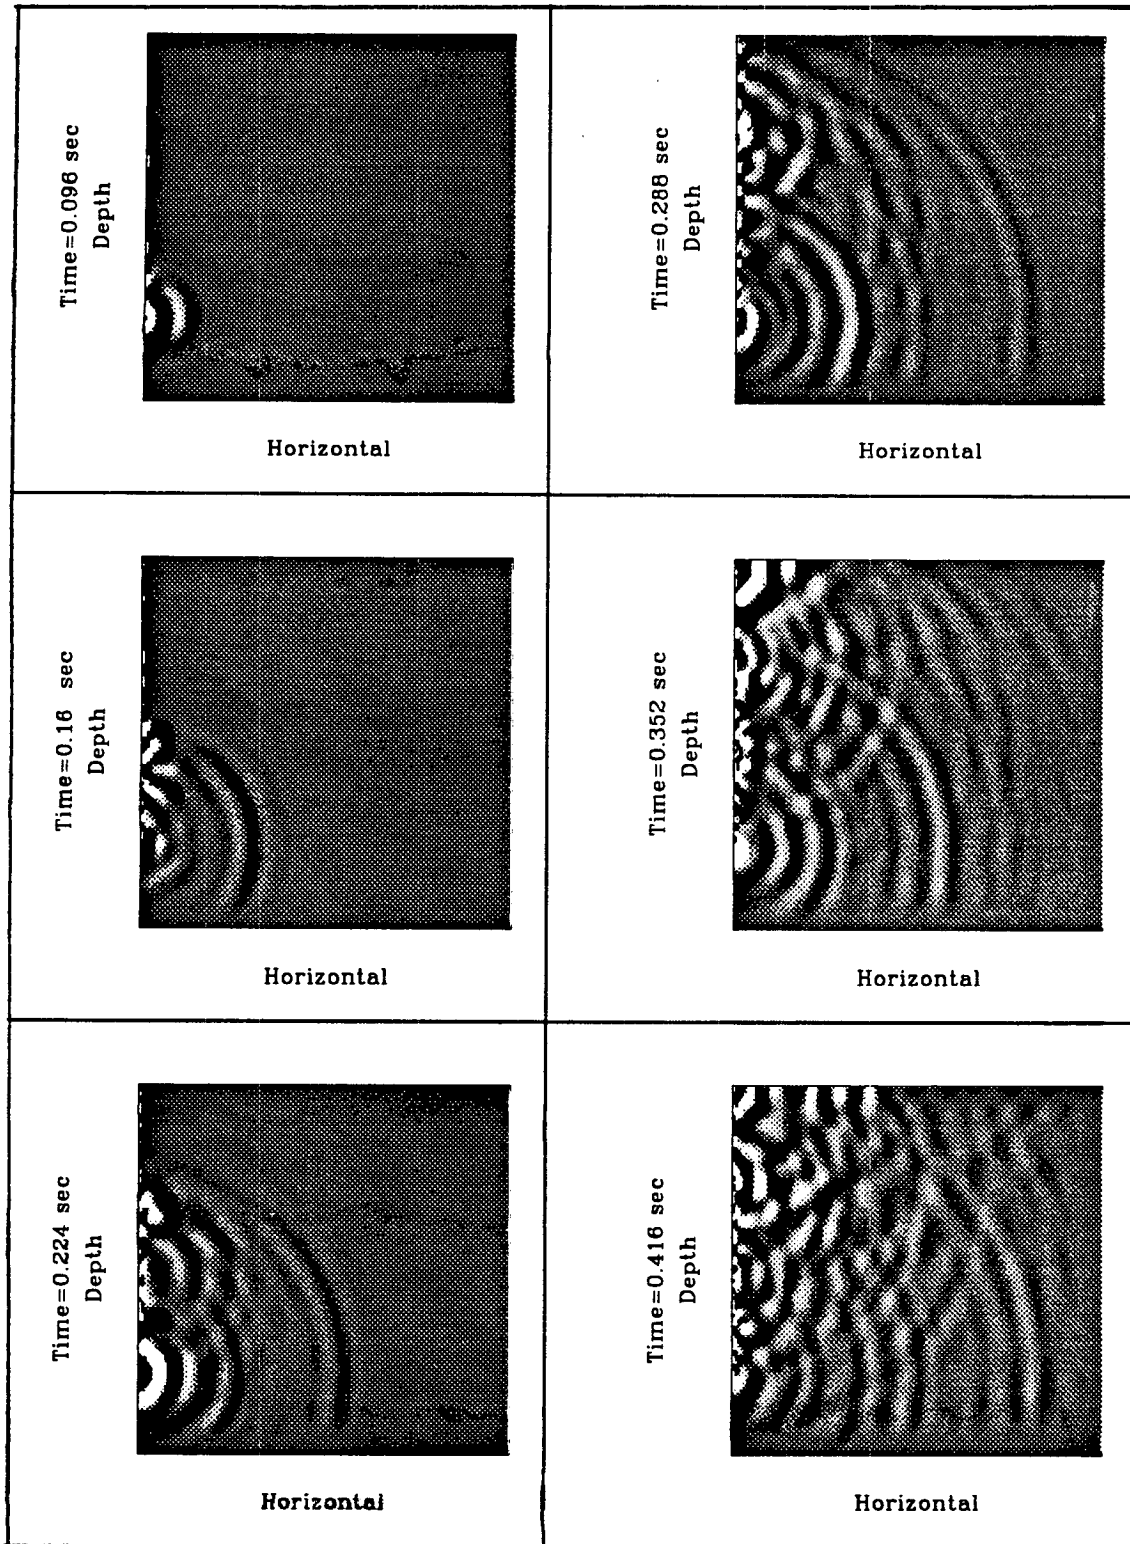 Time=0.096 sec
Depth
Horizontal
Time=0.288 sec
Depth
Horizontal
Time=0.16 sec
Depth
Horizontal
Time=0.352 sec
Depth
Horizontal
Time=0.224 sec
Depth
Horizontal
Time=0.416 sec
Depth
Horizontal